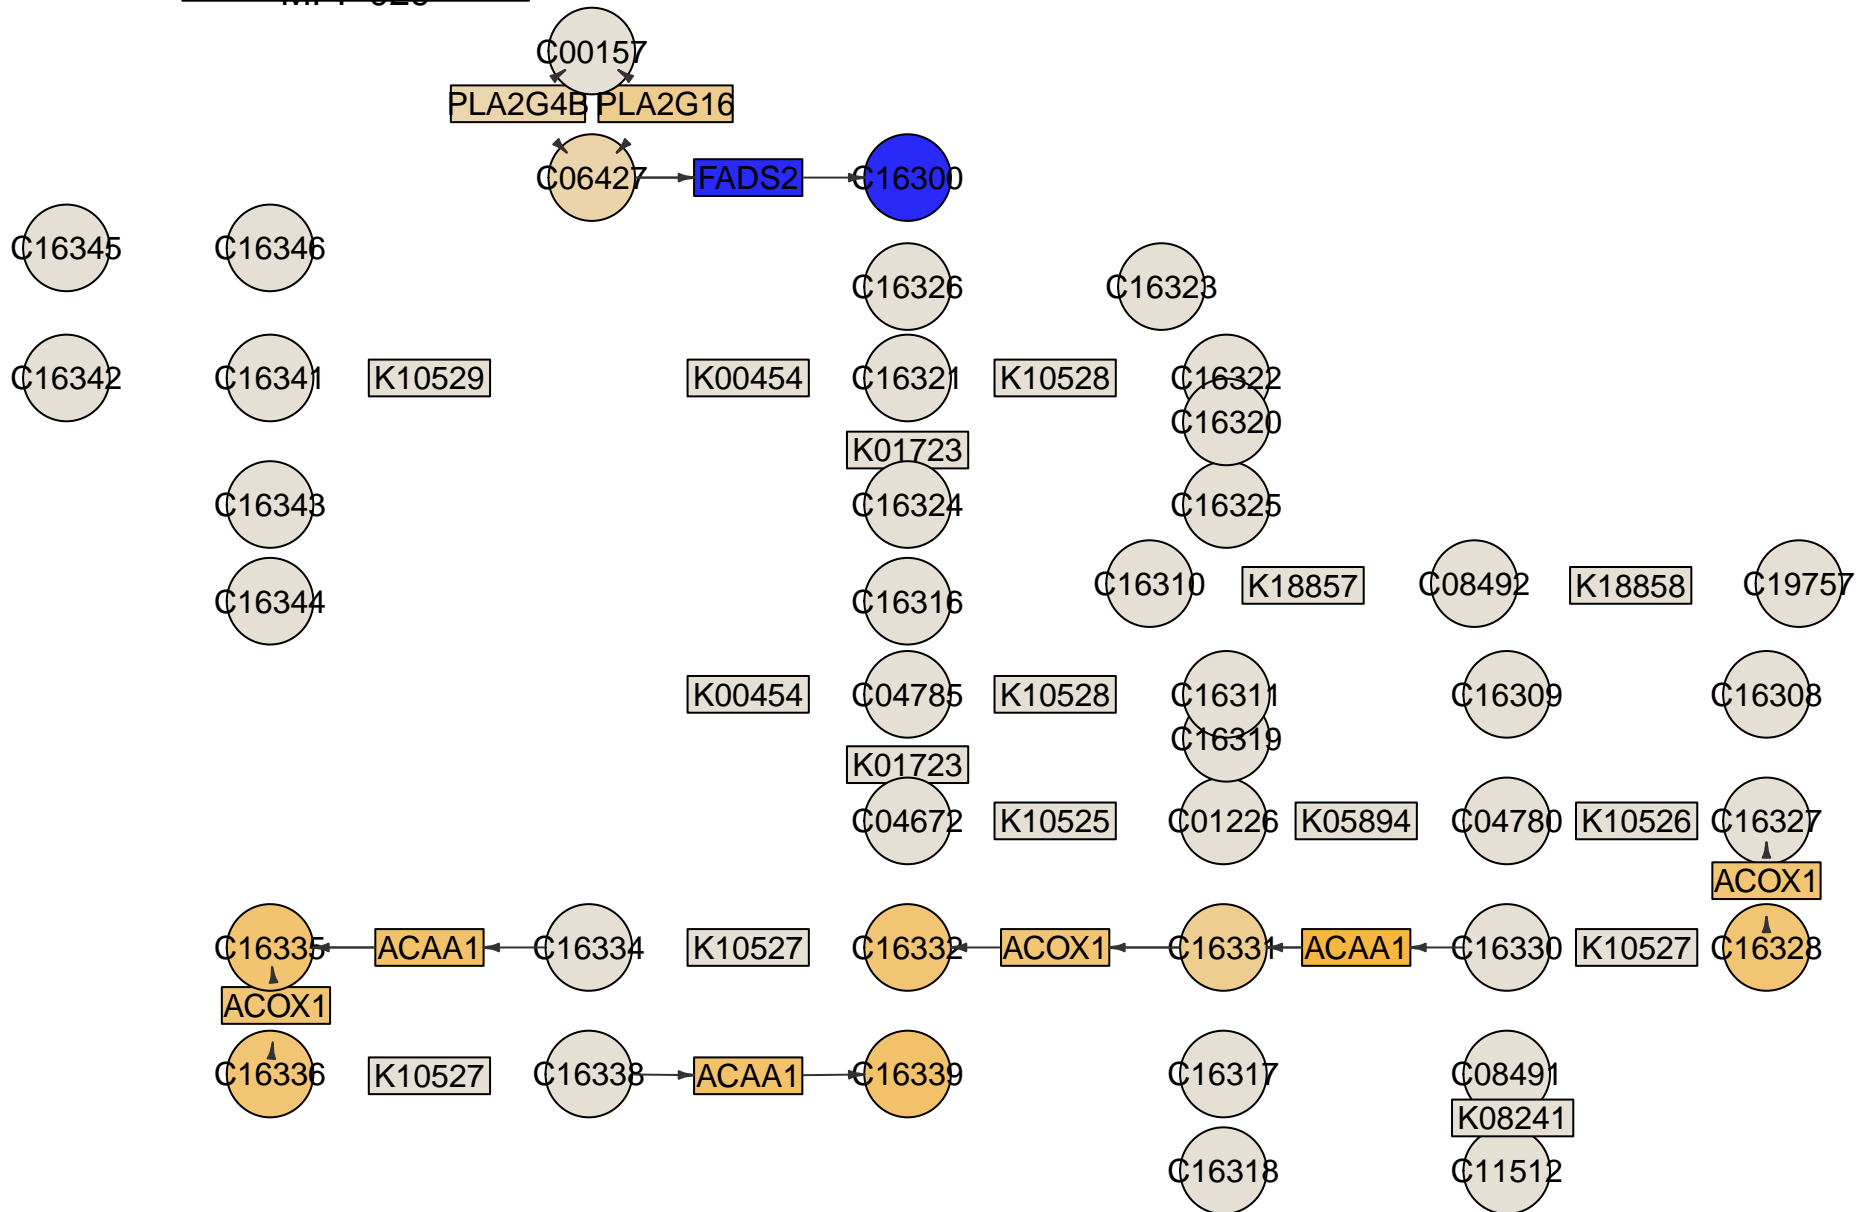 C00157
PLA2G4B PLA2G16
C06427 FADS2 C16300
C16345 C16346
C16326 C16323
C16342 C16341 K10529 K00454 C16321 K10528 C16322
C16320
K01723
C16343 C16324 C16325
C16310 K18857 C08492 K18858 C19757
C16344 C16316
K00454 C04785 K10528 C16311 C16309 C16308
C16319
K01723
C04672 K10525 C01226 K05894 C04780 K10526 C16327
ACOX1
C16335 ACAA1 C16334 K10527 C16332 ACOX1 C16331 ACAA1 C16330 K10527 C16328
ACOX1
C16336 K10527 C16338 ACAA1 C16339 C16317 C08491
K08241
C16318 C11512